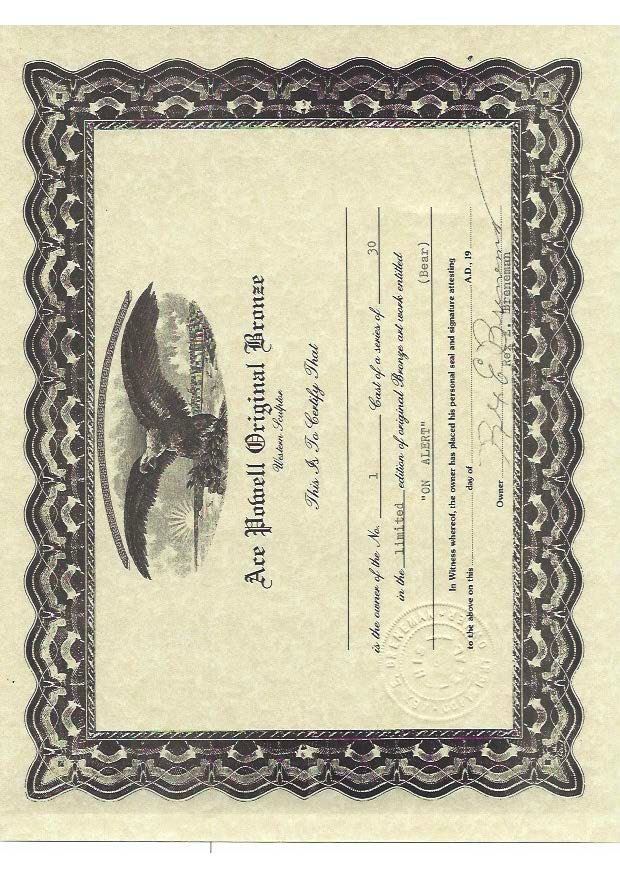 Ace Powell Original Bronze
Western Sculptor
This Is To Certify That
is the owner of the No. 1 Cast of a series of 30
in the limited edition of original Bronze art work entitled
"ON ALERT" (Bear)
In Witness whereof, the owner has placed his personal seal and signature attesting
to the above on this day of A.D., 19
Owner
Rex E. Breneman